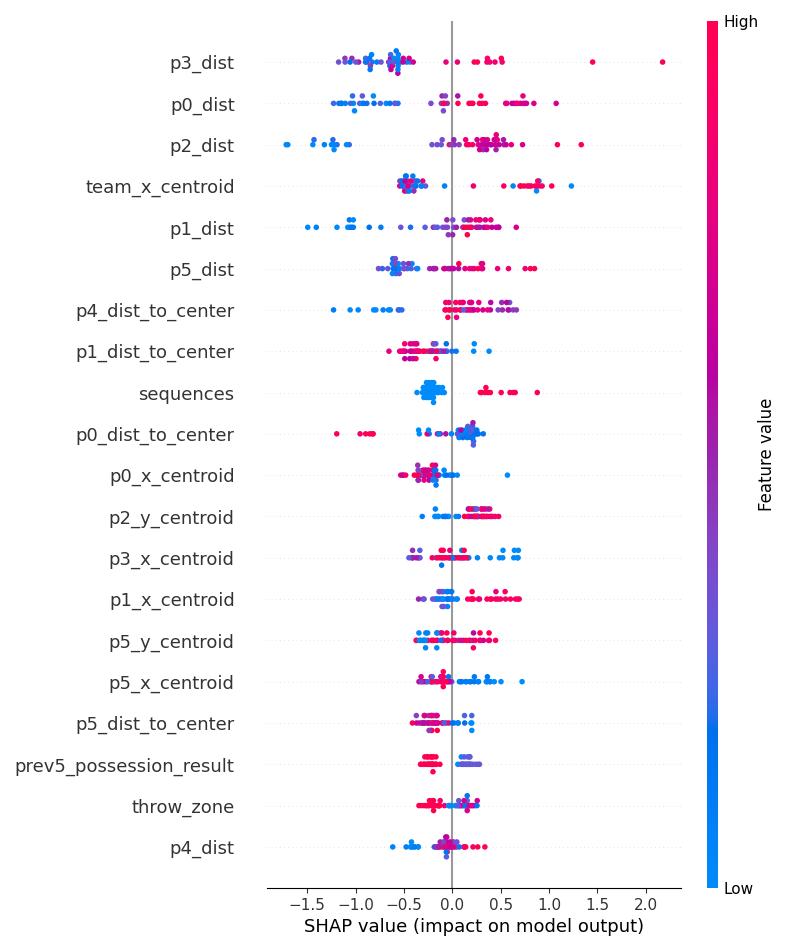 High
p3_dist
p0_dist
p2_dist
team_x_centroid
p1_dist
p5_dist
p4_dist_to_center
p1_dist_to_center
sequences
p0_dist_to_center
p0_x_centroid
p2_y_centroid
p3_x_centroid
p1_x_centroid
p5_y_centroid
p5_x_centroid
p5_dist_to_center
prev5_possession_result
throw_zone
p4_dist
Feature value
Low
−1.5 −1.0 −0.5 0.0 0.5 1.0 1.5 2.0
SHAP value (impact on model output)